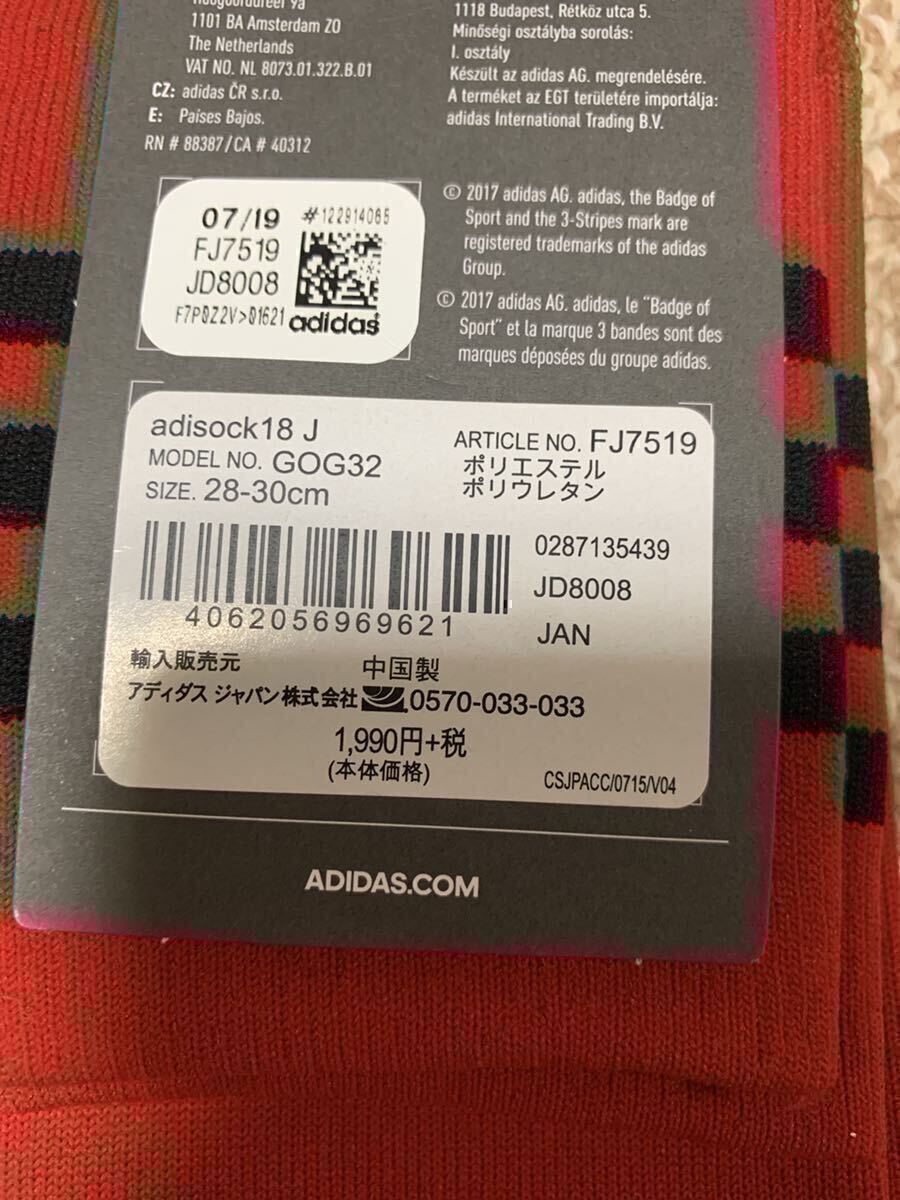 1101 BA Amsterdam ZO
The Netherlands
VAT NO. NL 8073.01.322.B.01
CZ: adidas ČR s.r.o.
E: Países Bajos.
RN # 88387/CA # 40312
1118 Budapest, Rétköz utca 5.
Minőségi osztályba sorolás:
I. osztály
Készült az adidas AG. megrendelésére.
A terméket az EGT területére importálja:
adidas International Trading B.V.
07/19 #122914065
FJ7519
JD8008
F7P0Z2V>01621 adidas
© 2017 adidas AG. adidas, the Badge of
Sport and the 3-Stripes mark are
registered trademarks of the adidas
Group.
© 2017 adidas AG. adidas, le "Badge of
Sport" et la marque 3 bandes sont des
marques déposées du groupe adidas.
adisock18 J
MODEL NO. GOG32
SIZE. 28-30cm
ARTICLE NO. FJ7519
ポリエステル
ポリウレタン
4062056969621
0287135439
JD8008
JAN
輸入販売元 中国製
アディダス ジャパン株式会社 0570-033-033
1,990円+税
(本体価格)
CSJPACC/0715/V04
ADIDAS.COM